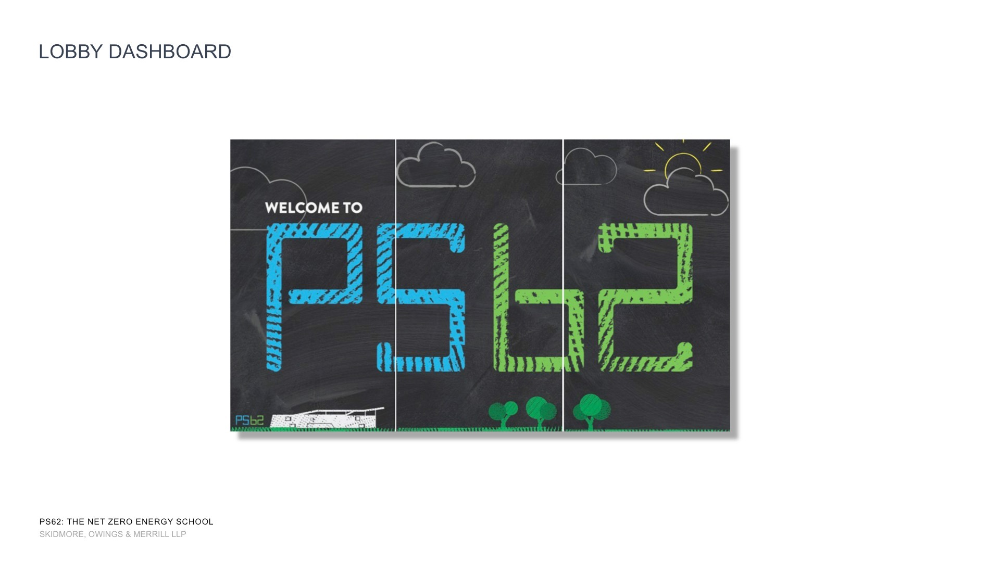 LOBBY DASHBOARD
WELCOME TO
PS62
PS62
PS62: THE NET ZERO ENERGY SCHOOL
SKIDMORE, OWINGS & MERRILL LLP